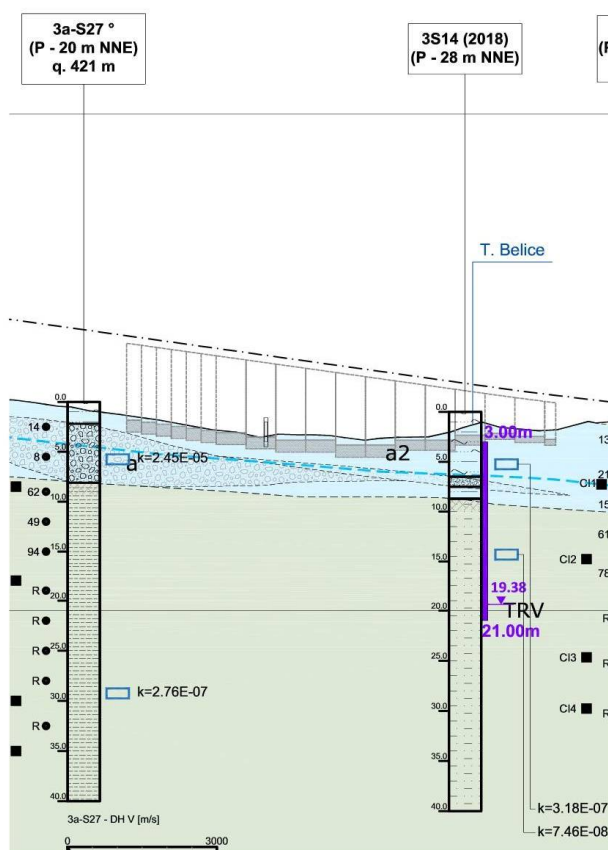 3a-S27 °
(P - 20 m NNE)
q. 421 m
3S14 (2018)
(P - 28 m NNE)
(P
T. Belice
0.0
5.0
10.0
15.0
20.0
25.0
30.0
35.0
40.0
14
8
62
49
94
R
R
R
R
R
k=2.45E-05
a
k=2.76E-07
a2
0.0
5.0
10.0
15.0
20.0
25.0
30.0
35.0
40.0
3.00m
19.38
TRV
21.00m
13
21
CI1
15
61
CI2
78
R
CI3
R
CI4
R
k=3.18E-07
k=7.46E-08
3a-S27 - DH V [m/s]
0
3000